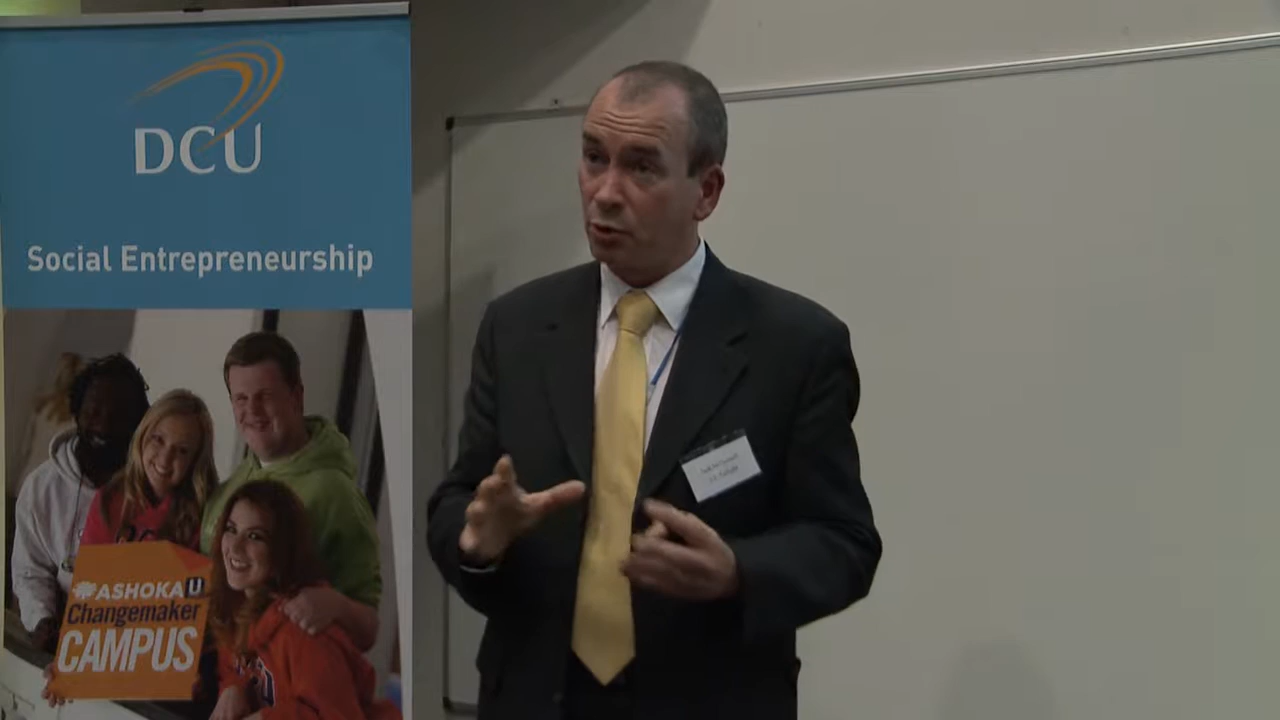 DCU
Social Entrepreneurship
ASHOKA U
Changemaker
CAMPUS